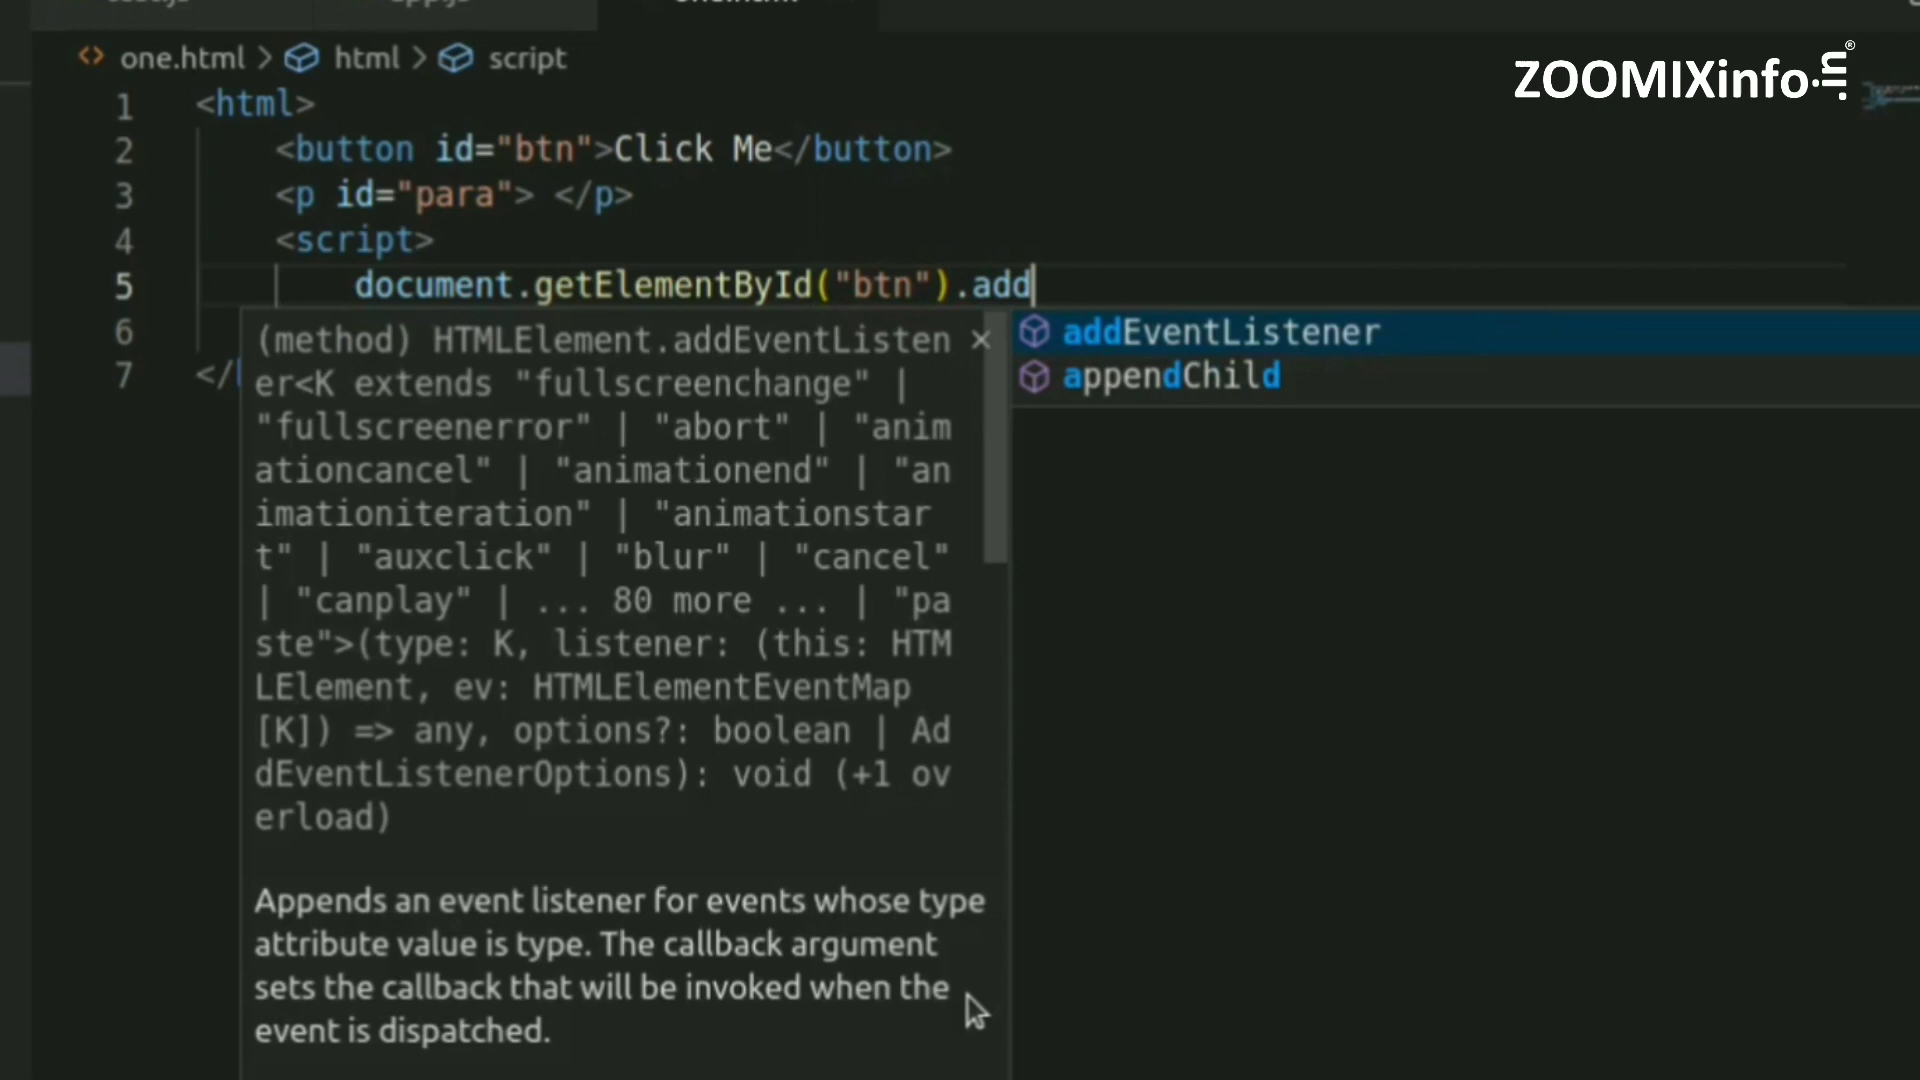 one.html > html > script
ZOOMIXinfo.in®
1 <html>
2 <button id="btn">Click Me</button>
3 <p id="para"> </p>
4 <script>
5 document.getElementById("btn").add
6
7 </
(method) HTMLElement.addEventListen
er<K extends "fullscreenchange" |
"fullscreenerror" | "abort" | "anim
ationcancel" | "animationend" | "an
imationiteration" | "animationstar
t" | "auxclick" | "blur" | "cancel"
| "canplay" | ... 80 more ... | "pa
ste">(type: K, listener: (this: HTM
LElement, ev: HTMLElementEventMap
[K]) => any, options?: boolean | Ad
dEventListenerOptions): void (+1 ov
erload)
Appends an event listener for events whose type
attribute value is type. The callback argument
sets the callback that will be invoked when the
event is dispatched.
addEventListener
appendChild